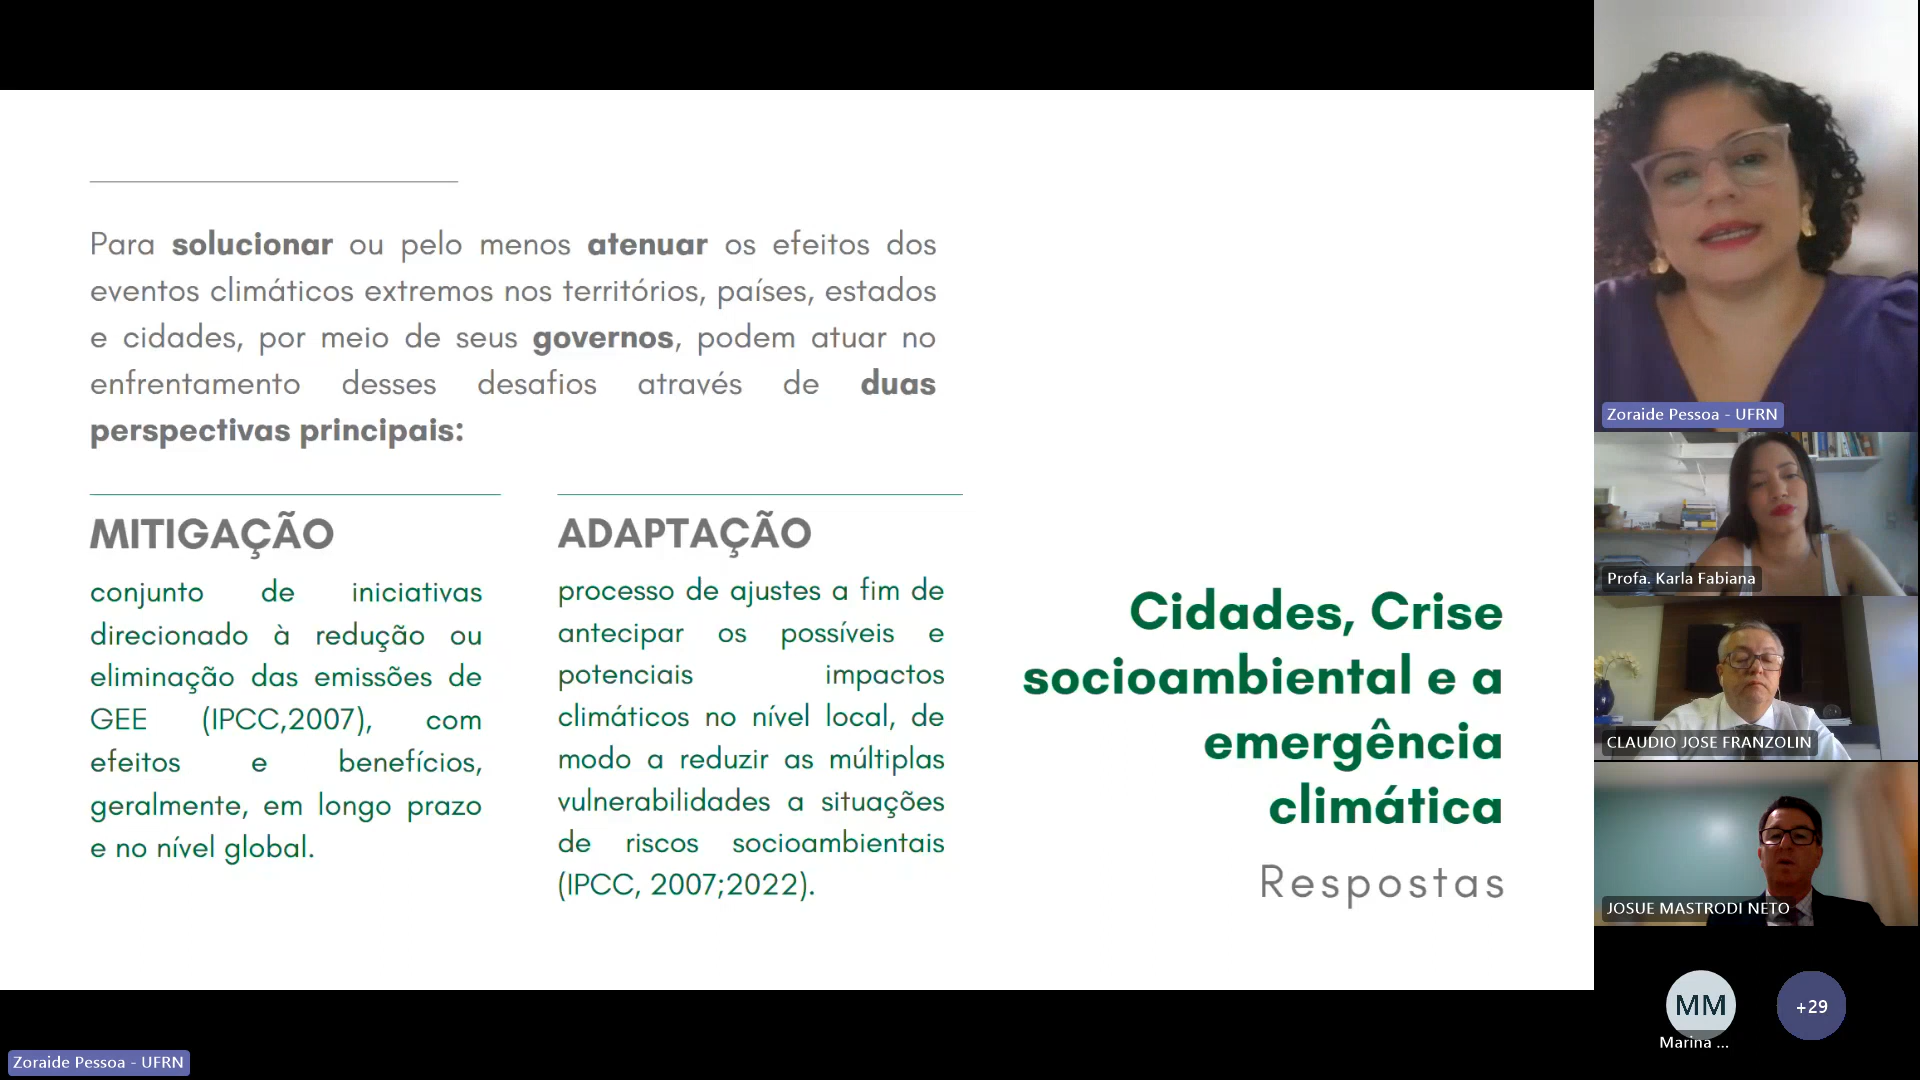 Para solucionar ou pelo menos atenuar os efeitos dos
eventos climáticos extremos nos territórios, países, estados
e cidades, por meio de seus governos, podem atuar no
enfrentamento desses desafios através de duas
perspectivas principais:
MITIGAÇÃO
conjunto de iniciativas
direcionado à redução ou
eliminação das emissões de
GEE (IPCC,2007), com
efeitos e benefícios,
geralmente, em longo prazo
e no nível global.
ADAPTAÇÃO
processo de ajustes a fim de
antecipar os possíveis e
potenciais impactos
climáticos no nível local, de
modo a reduzir as múltiplas
vulnerabilidades a situações
de riscos socioambientais
(IPCC, 2007;2022).
Cidades, Crise
socioambiental e a
emergência
climática
Respostas
Zoraide Pessoa - UFRN
Profa. Karla Fabiana
CLAUDIO JOSE FRANZOLIN
JOSUE MASTRODI NETO
MM
Marina ...
+29
Zoraide Pessoa - UFRN